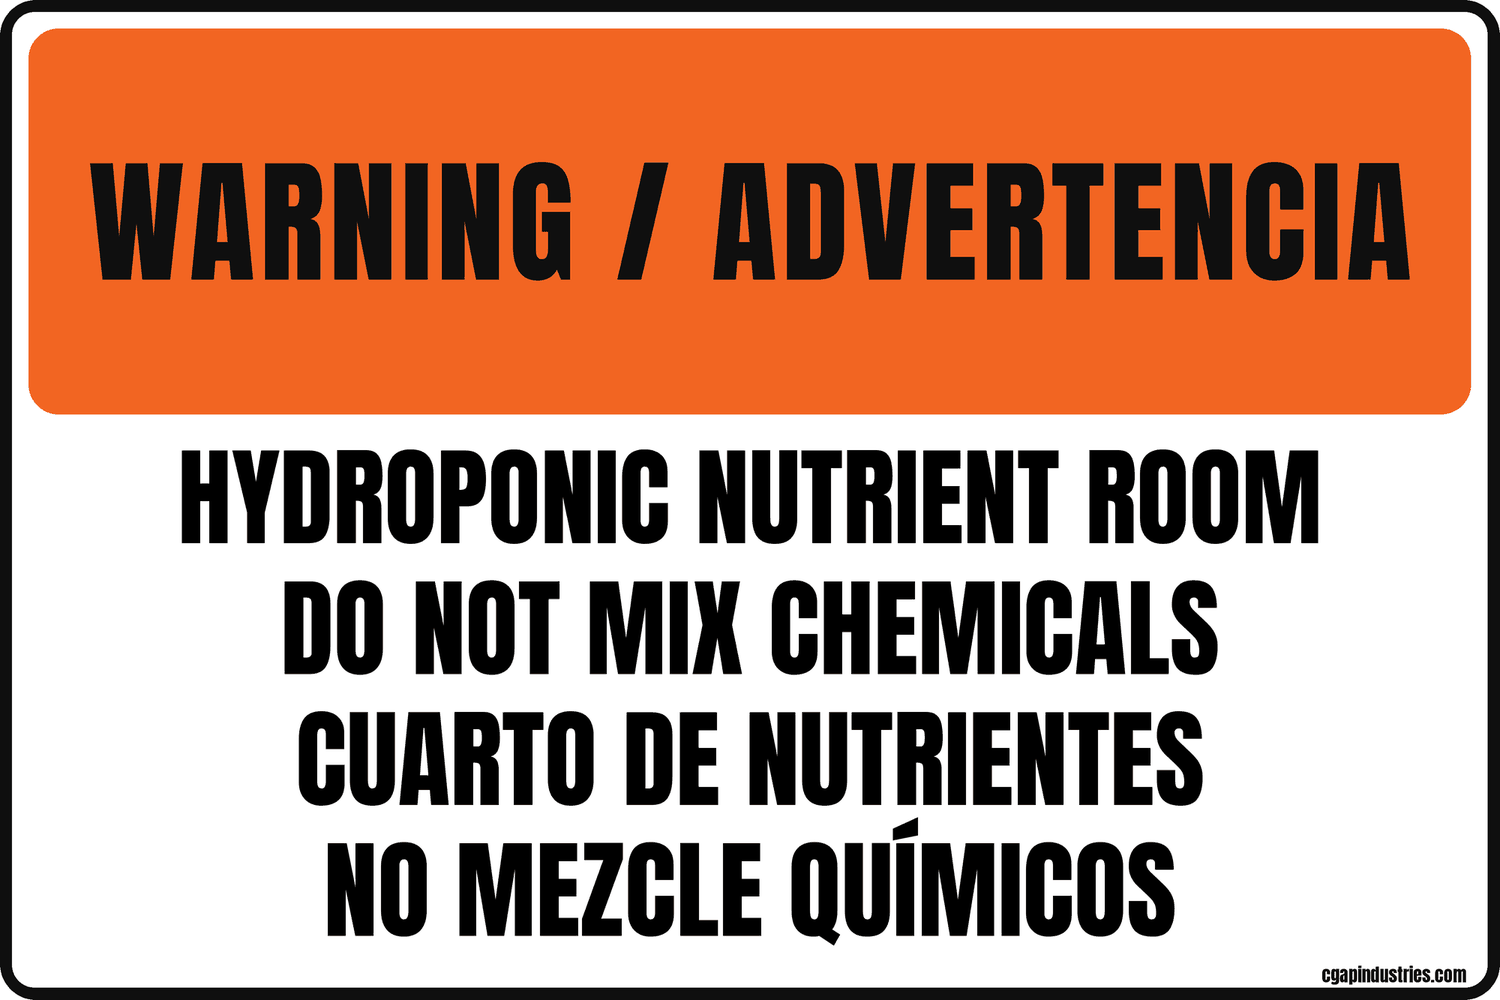 WARNING / ADVERTENCIA
HYDROPONIC NUTRIENT ROOM
DO NOT MIX CHEMICALS
CUARTO DE NUTRIENTES
NO MEZCLE QUÍMICOS
cgapindustries.com